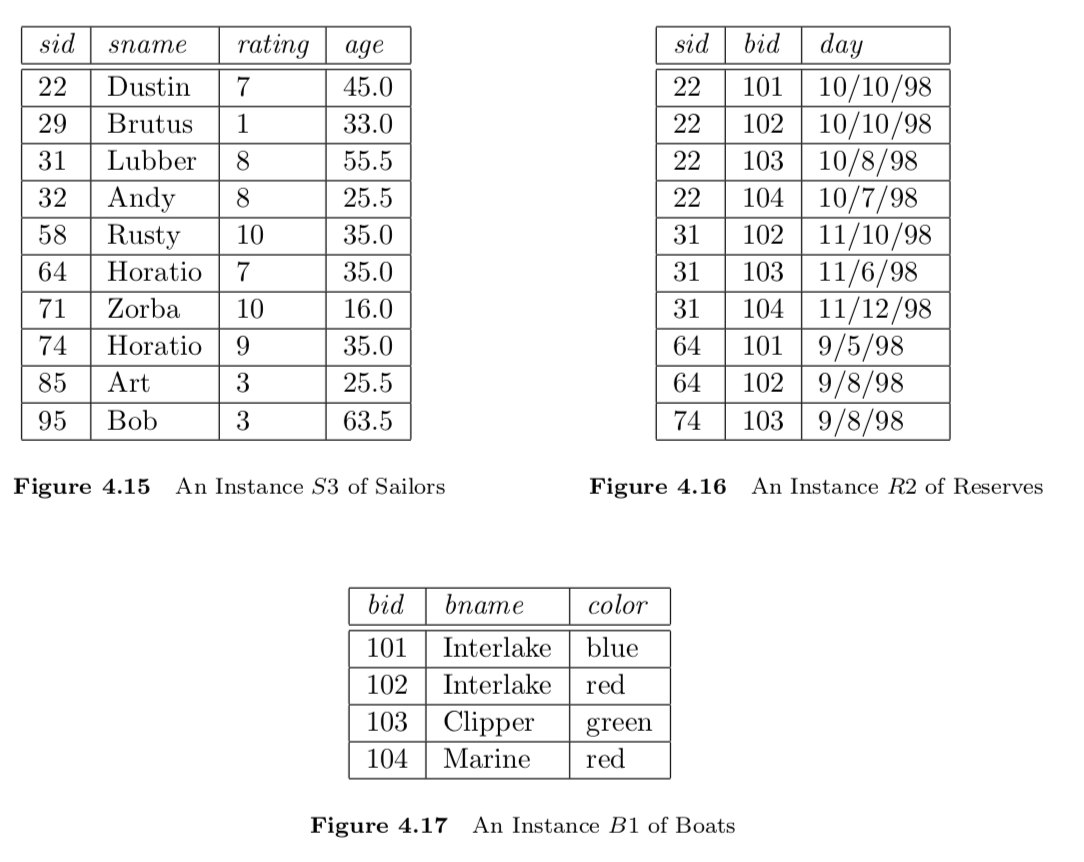 sid sname rating age
22 Dustin 7 45.0
29 Brutus 1 33.0
31 Lubber 8 55.5
32 Andy 8 25.5
58 Rusty 10 35.0
64 Horatio 7 35.0
71 Zorba 10 16.0
74 Horatio 9 35.0
85 Art 3 25.5
95 Bob 3 63.5
Figure 4.15 An Instance S3 of Sailors
sid bid day
22 101 10/10/98
22 102 10/10/98
22 103 10/8/98
22 104 10/7/98
31 102 11/10/98
31 103 11/6/98
31 104 11/12/98
64 101 9/5/98
64 102 9/8/98
74 103 9/8/98
Figure 4.16 An Instance R2 of Reserves
bid bname color
101 Interlake blue
102 Interlake red
103 Clipper green
104 Marine red
Figure 4.17 An Instance B1 of Boats